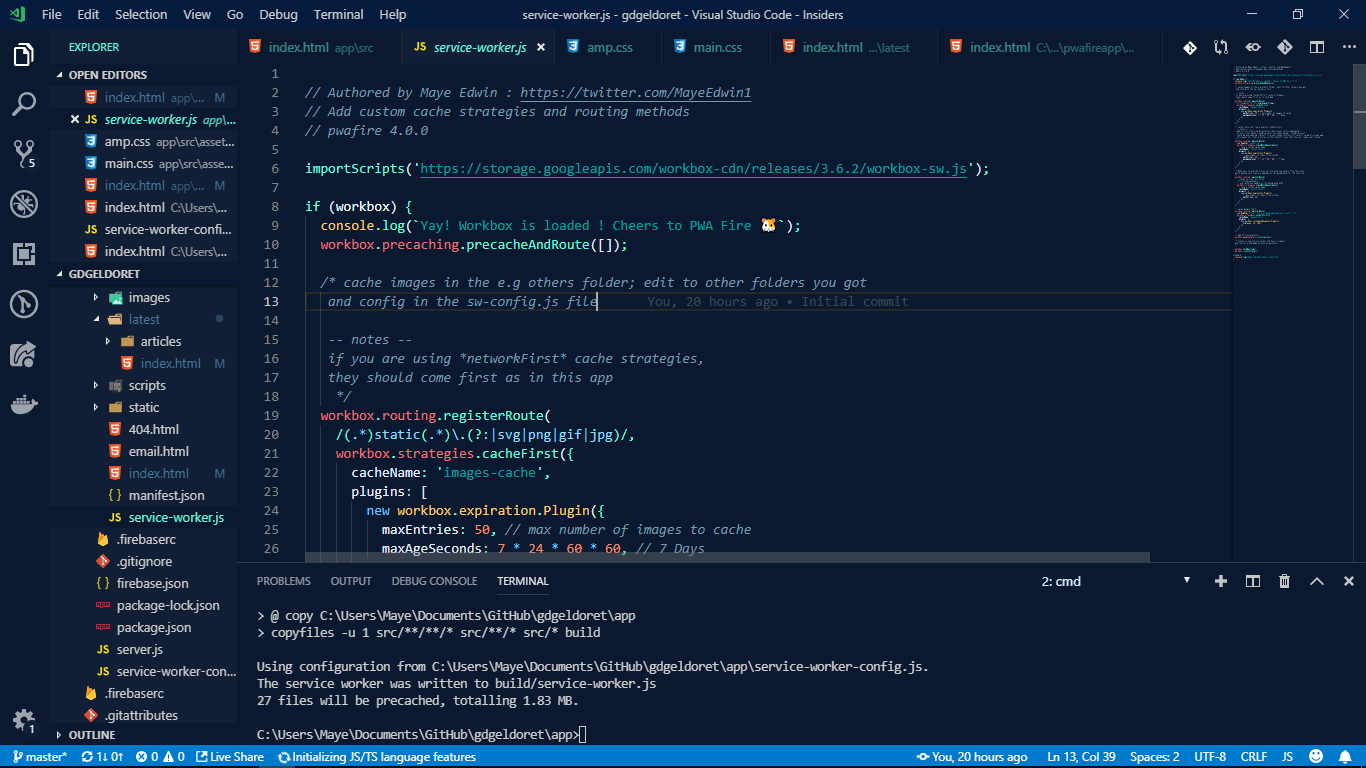 File Edit Selection View Go Debug Terminal Help service-worker.js - gdgeldoret - Visual Studio Code - Insiders
EXPLORER
OPEN EDITORS
index.html app\... M
service-worker.js app\...
amp.css app\src\asset...
main.css app\src\asse...
index.html app\... M
index.html C:\Users\...
service-worker-confi...
index.html C:\Users\...
GDGELDORET
images
latest
articles
index.html M
scripts
static
404.html
email.html
index.html M
manifest.json
service-worker.js
.firebaserc
.gitignore
firebase.json
package-lock.json
package.json
server.js
service-worker-con...
.firebaserc
.gitattributes
OUTLINE
5
1
index.html app\src service-worker.js amp.css main.css index.html ...\latest index.html C:\...\pwafireapp\...
1
2 // Authored by Maye Edwin : https://twitter.com/MayeEdwin1
3 // Add custom cache strategies and routing methods
4 // pwafire 4.0.0
5
6 importScripts('https://storage.googleapis.com/workbox-cdn/releases/3.6.2/workbox-sw.js');
7
8 if (workbox) {
9 console.log(`Yay! Workbox is loaded ! Cheers to PWA Fire 🐹`);
10 workbox.precaching.precacheAndRoute([]);
11
12 /* cache images in the e.g others folder; edit to other folders you got
13 and config in the sw-config.js file You, 20 hours ago • Initial commit
14
15 -- notes --
16 if you are using *networkFirst* cache strategies,
17 they should come first as in this app
18 */
19 workbox.routing.registerRoute(
20 /(.*)static(.*)\.(?:|svg|png|gif|jpg)/,
21 workbox.strategies.cacheFirst({
22 cacheName: 'images-cache',
23 plugins: [
24 new workbox.expiration.Plugin({
25 maxEntries: 50, // max number of images to cache
26 maxAgeSeconds: 7 * 24 * 60 * 60, // 7 Days
PROBLEMS OUTPUT DEBUG CONSOLE TERMINAL 2: cmd
> @ copy C:\Users\Maye\Documents\GitHub\gdgeldoret\app
> copyfiles -u 1 src/**/**/* src/**/* src/* build
Using configuration from C:\Users\Maye\Documents\GitHub\gdgeldoret\app\service-worker-config.js.
The service worker was written to build/service-worker.js
27 files will be precached, totalling 1.83 MB.
C:\Users\Maye\Documents\GitHub\gdgeldoret\app>
master* 1↓ 0↑ 0 0 Live Share Initializing JS/TS language features You, 20 hours ago Ln 13, Col 39 Spaces: 2 UTF-8 CRLF JS